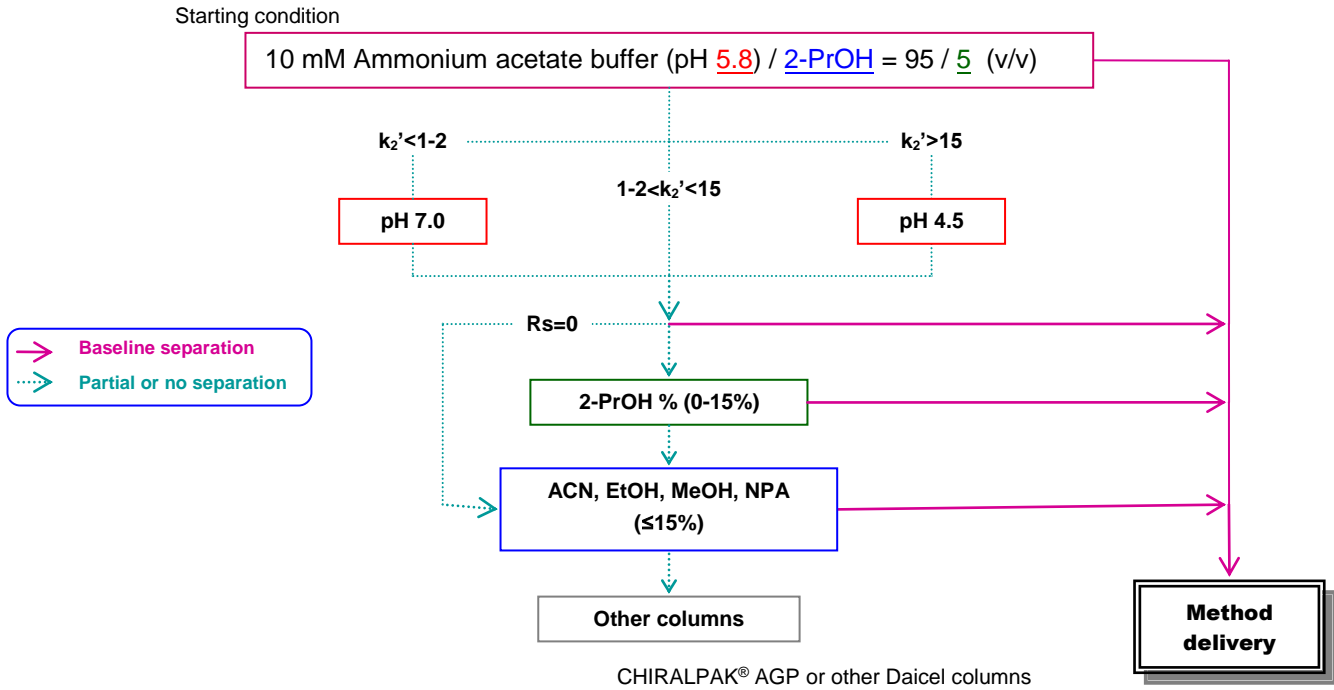 Starting condition
10 mM Ammonium acetate buffer (pH 5.8) / 2-PrOH = 95 / 5 (v/v)
k₂’<1-2
k₂’>15
1-2<k₂’<15
pH 7.0
pH 4.5
Rs=0
Baseline separation
Partial or no separation
2-PrOH % (0-15%)
ACN, EtOH, MeOH, NPA
(≤15%)
Other columns
Method
delivery
CHIRALPAK® AGP or other Daicel columns